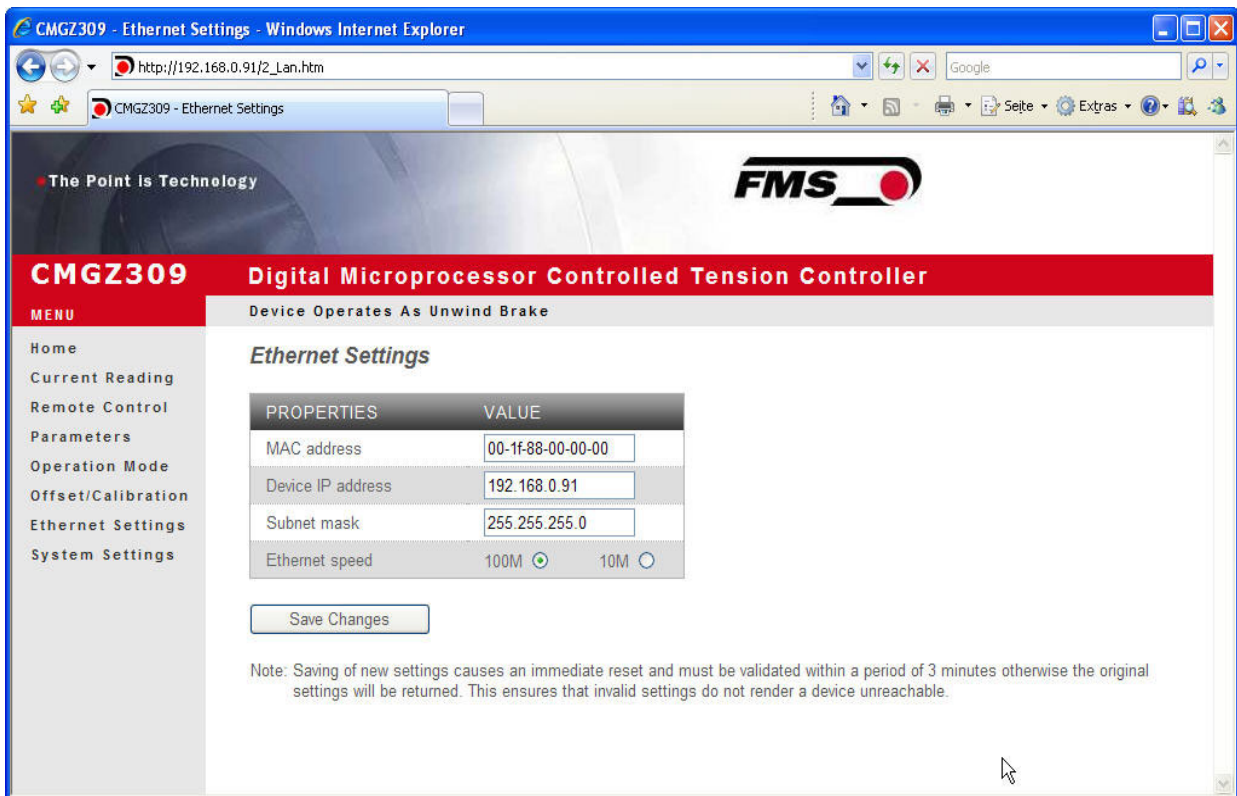 CMGZ309 - Ethernet Settings - Windows Internet Explorer
http://192.168.0.91/2_Lan.htm
Google
CMGZ309 - Ethernet Settings
Seite
Extras
The Point is Technology
FMS
CMGZ309
Digital Microprocessor Controlled Tension Controller
MENU
Device Operates As Unwind Brake
Home
Current Reading
Remote Control
Parameters
Operation Mode
Offset/Calibration
Ethernet Settings
System Settings
Ethernet Settings
PROPERTIES VALUE
MAC address 00-1f-88-00-00-00
Device IP address 192.168.0.91
Subnet mask 255.255.255.0
Ethernet speed 100M 10M
Save Changes
Note: Saving of new settings causes an immediate reset and must be validated within a period of 3 minutes otherwise the original
settings will be returned. This ensures that invalid settings do not render a device unreachable.